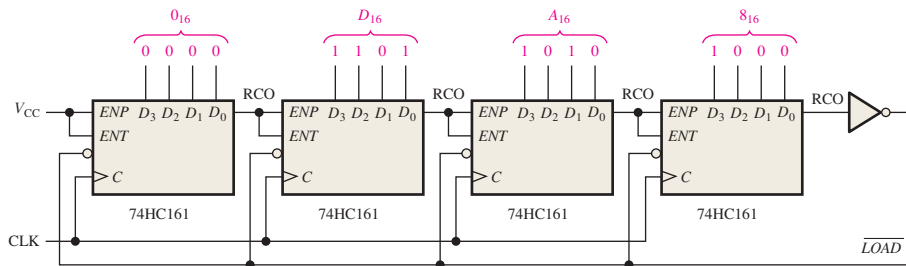 0₁₆ D₁₆ A₁₆ 8₁₆
0 0 0 0 1 1 0 1 1 0 1 0 1 0 0 0
RCO RCO RCO RCO
V_CC ENP D₃ D₂ D₁ D₀ ENP D₃ D₂ D₁ D₀ ENP D₃ D₂ D₁ D₀ ENP D₃ D₂ D₁ D₀
ENT ENT ENT ENT
C C C C
74HC161 74HC161 74HC161 74HC161
CLK L̅O̅A̅D̅